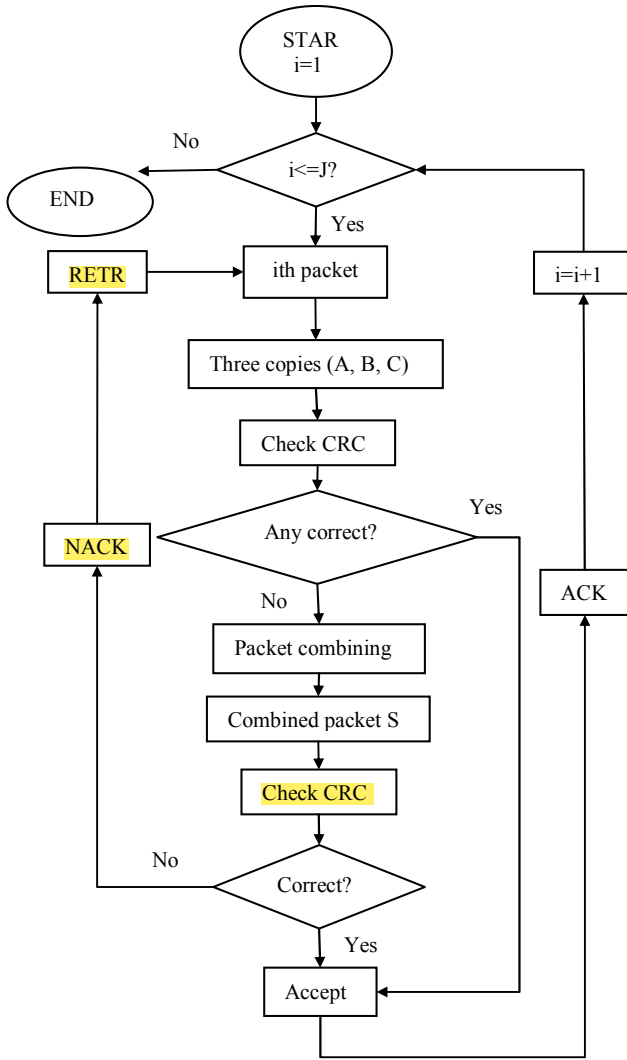 STAR
i=1
No
i<=J?
END
Yes
RETR
ith packet
i=i+1
Three copies (A, B, C)
Check CRC
Yes
Any correct?
NACK
ACK
No
Packet combining
Combined packet S
Check CRC
No
Correct?
Yes
Accept